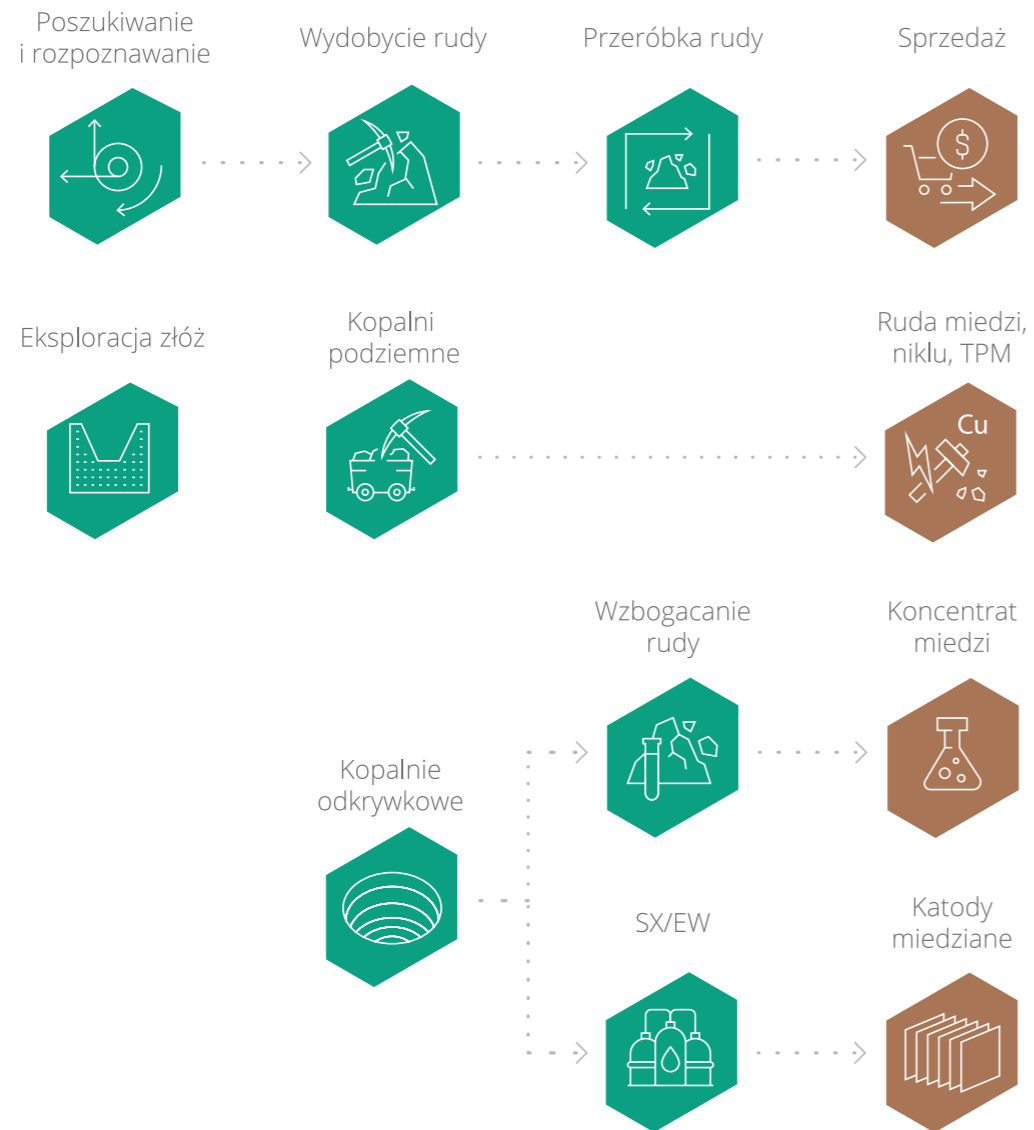 Poszukiwanie
i rozpoznawanie
Wydobycie rudy
Przeróbka rudy
Sprzedaż
$
Eksploracja złóż
Kopalni
podziemne
Ruda miedzi,
niklu, TPM
Cu
Wzbogacanie
rudy
Koncentrat
miedzi
Kopalnie
odkrywkowe
SX/EW
Katody
miedziane